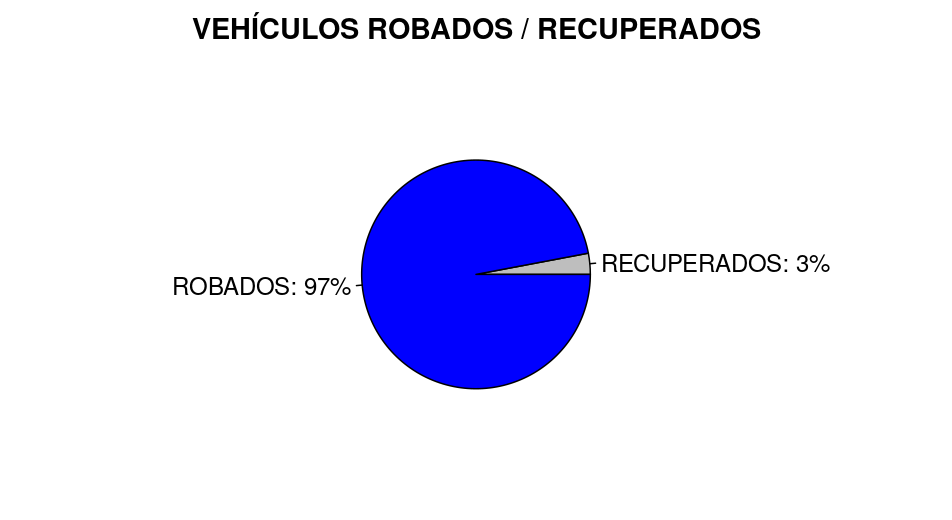 VEHÍCULOS ROBADOS / RECUPERADOS
RECUPERADOS: 3%
ROBADOS: 97%